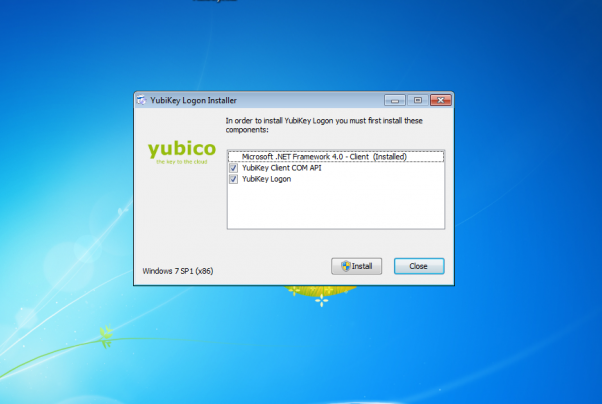 YubiKey Logon Installer
In order to install YubiKey Logon you must first install these
components:
yubico
the key to the cloud
Microsoft .NET Framework 4.0 - Client (Installed)
YubiKey Client COM API
YubiKey Logon
Windows 7 SP1 (x86)
Install
Close